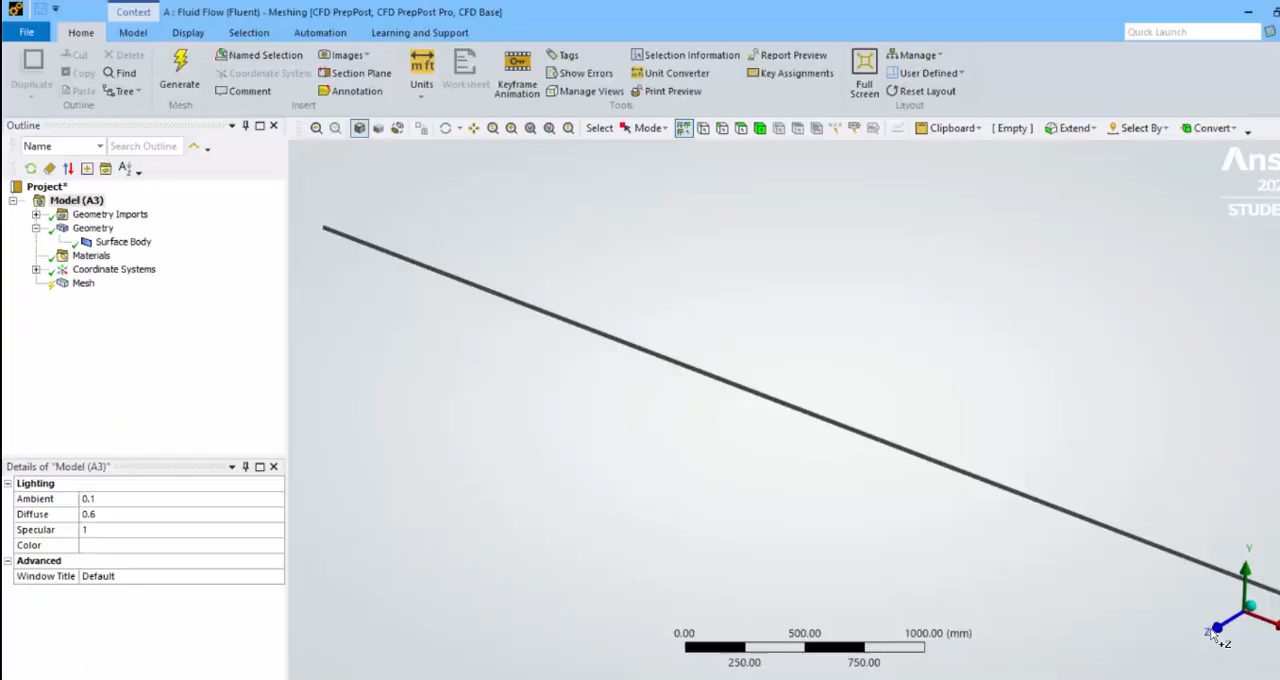 Context
A : Fluid Flow (Fluent) - Meshing [CFD PrepPost, CFD PrepPost Pro, CFD Base]
File Home Model Display Selection Automation Learning and Support
Quick Launch
Duplicate
Outline
Cut
Copy
Paste
Delete
Find
Tree
Generate
Mesh
Named Selection
Coordinate System
Comment
Images
Section Plane
Annotation
Insert
m ft
Units
Worksheet
Keyframe
Animation
Tags
Show Errors
Manage Views
Selection Information
Unit Converter
Print Preview
Report Preview
Key Assignments
Tools
Full
Screen
Manage
User Defined
Reset Layout
Layout
Outline
Select Mode Clipboard [ Empty ] Extend Select By Convert
Name Search Outline
Project*
Model (A3)
Geometry Imports
Geometry
Surface Body
Materials
Coordinate Systems
Mesh
Details of "Model (A3)"
Lighting
Ambient 0.1
Diffuse 0.6
Specular 1
Color
Advanced
Window Title Default
Ans
202
STUDE
Y
Z
+Z
0.00 500.00 1000.00 (mm)
250.00 750.00